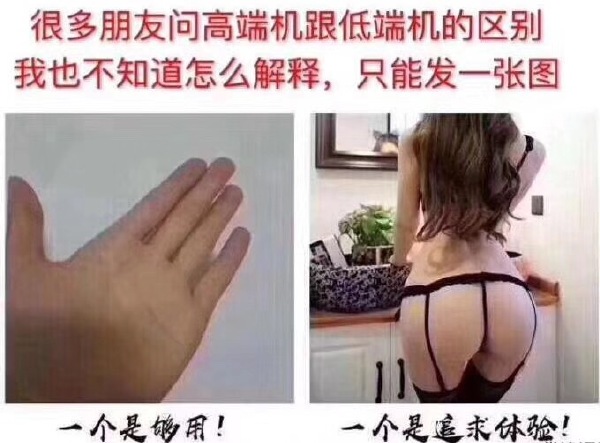 很多朋友问高端机跟低端机的区别
我也不知道怎么解释，只能发一张图
一个是够用！
一个是追求体验！